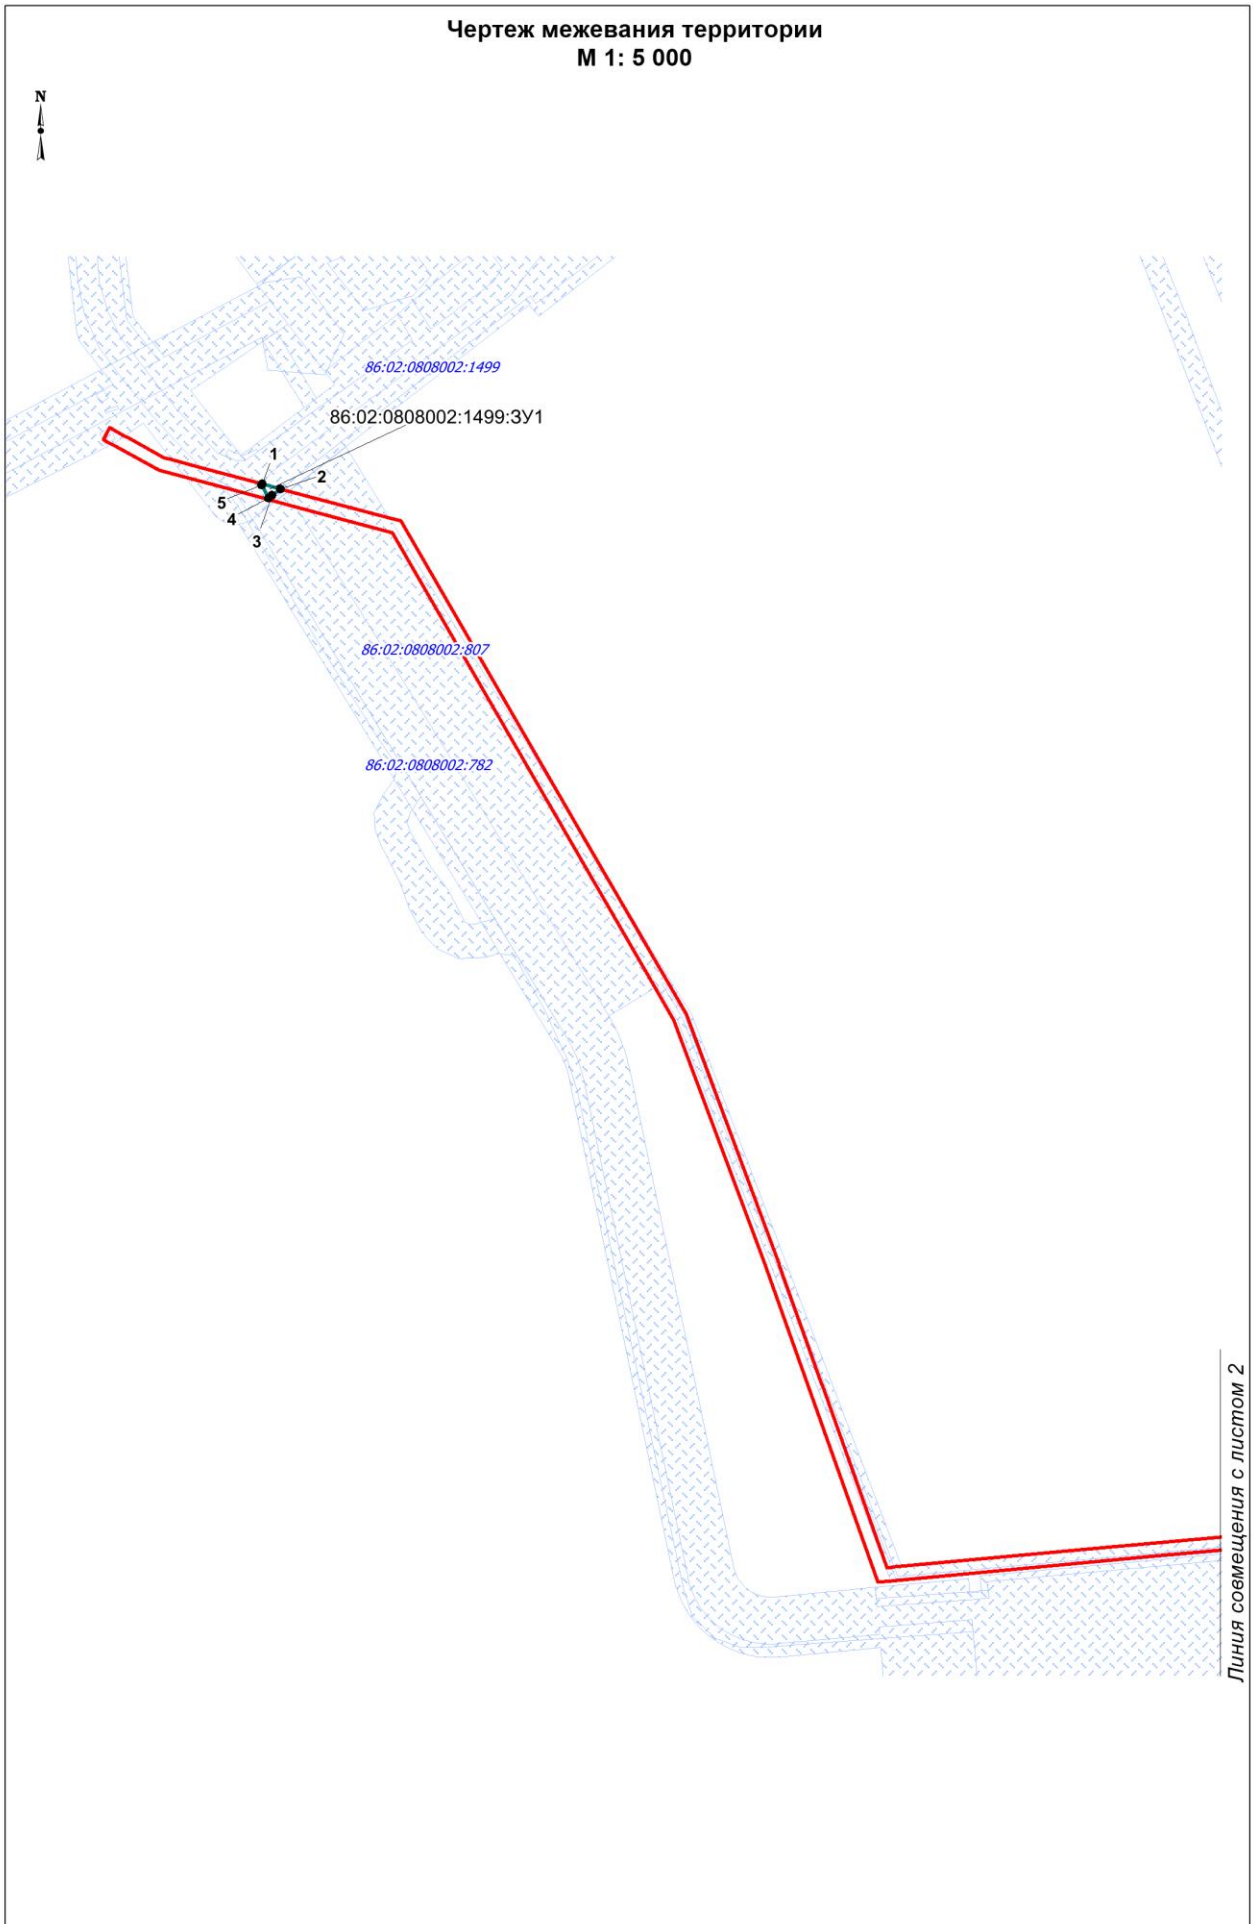 Чертеж межевания территории
М 1: 5 000
N
86:02:0808002:1499
86:02:0808002:1499:ЗУ1
1
2
5
4
3
86:02:0808002:807
86:02:0808002:782
Линия совмещения с листом 2